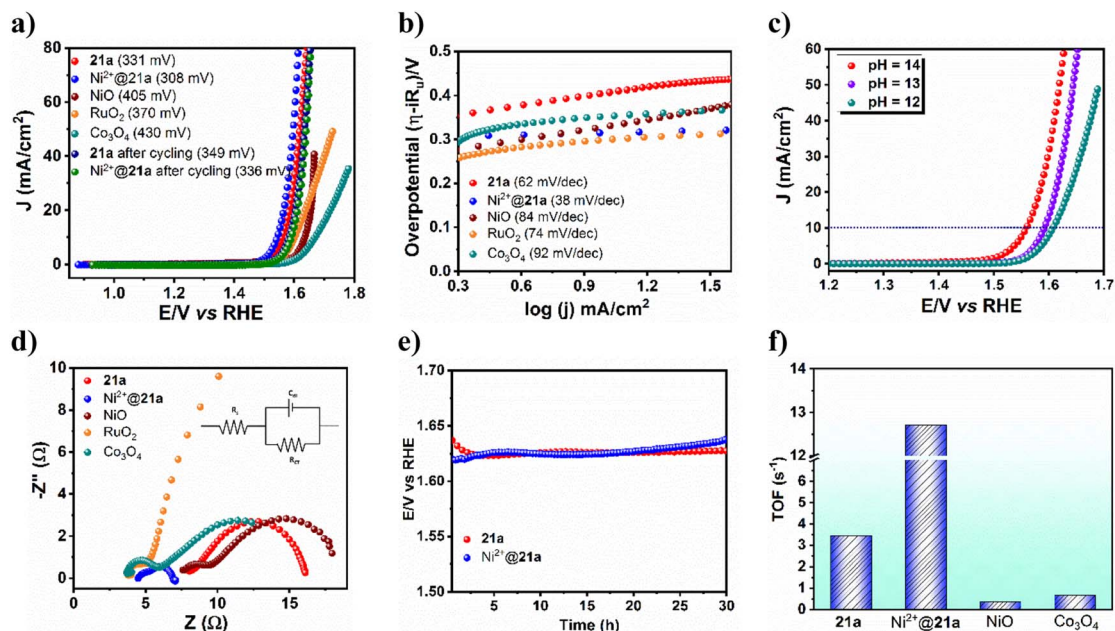 a)
J (mA/cm²)
80
60
40
20
0
21a (331 mV)
Ni²⁺@21a (308 mV)
NiO (405 mV)
RuO₂ (370 mV)
Co₃O₄ (430 mV)
21a after cycling (349 mV)
Ni²⁺@21a after cycling (336 mV)
1.0 1.2 1.4 1.6 1.8
E/V vs RHE
b)
Overpotential (η-iRᵤ)/V
0.5
0.4
0.3
0.2
0.1
0.0
21a (62 mV/dec)
Ni²⁺@21a (38 mV/dec)
NiO (84 mV/dec)
RuO₂ (74 mV/dec)
Co₃O₄ (92 mV/dec)
0.3 0.6 0.9 1.2 1.5
log (j) mA/cm²
c)
J (mA/cm²)
60
50
40
30
20
10
0
pH = 14
pH = 13
pH = 12
1.2 1.3 1.4 1.5 1.6 1.7
E/V vs RHE
d)
-Z" (Ω)
10
8
6
4
2
0
21a
Ni²⁺@21a
NiO
RuO₂
Co₃O₄
0 5 10 15
Z (Ω)
e)
E/V vs RHE
1.70
1.65
1.60
1.55
1.50
21a
Ni²⁺@21a
5 10 15 20 25 30
Time (h)
f)
TOF (s⁻¹)
14
13
12
5
4
3
2
1
0
21a Ni²⁺@21a NiO Co₃O₄